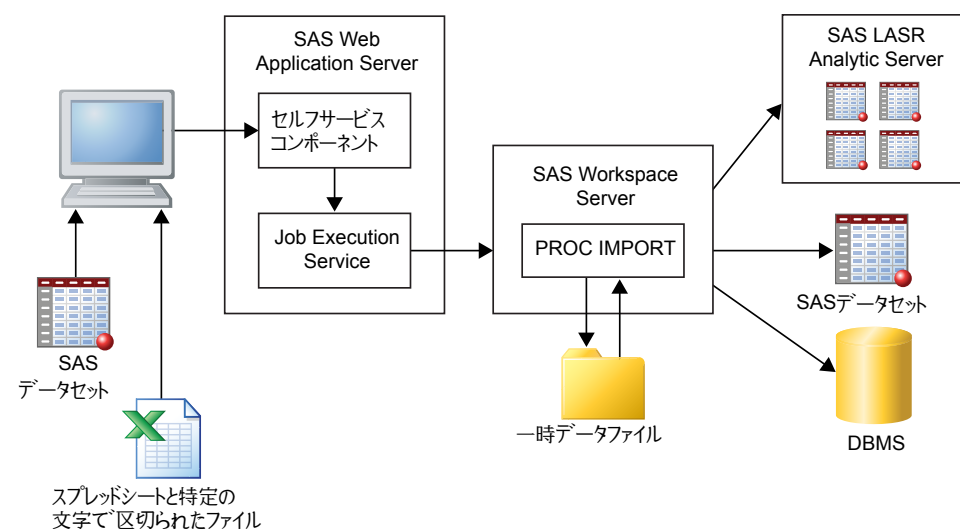 SAS Web
Application Server
セルフサービス
コンポーネント
Job Execution
Service
SAS Workspace
Server
PROC IMPORT
SAS LASR
Analytic Server
SASデータセット
DBMS
一時データファイル
SAS
データセット
スプレッドシートと特定の
文字で区切られたファイル